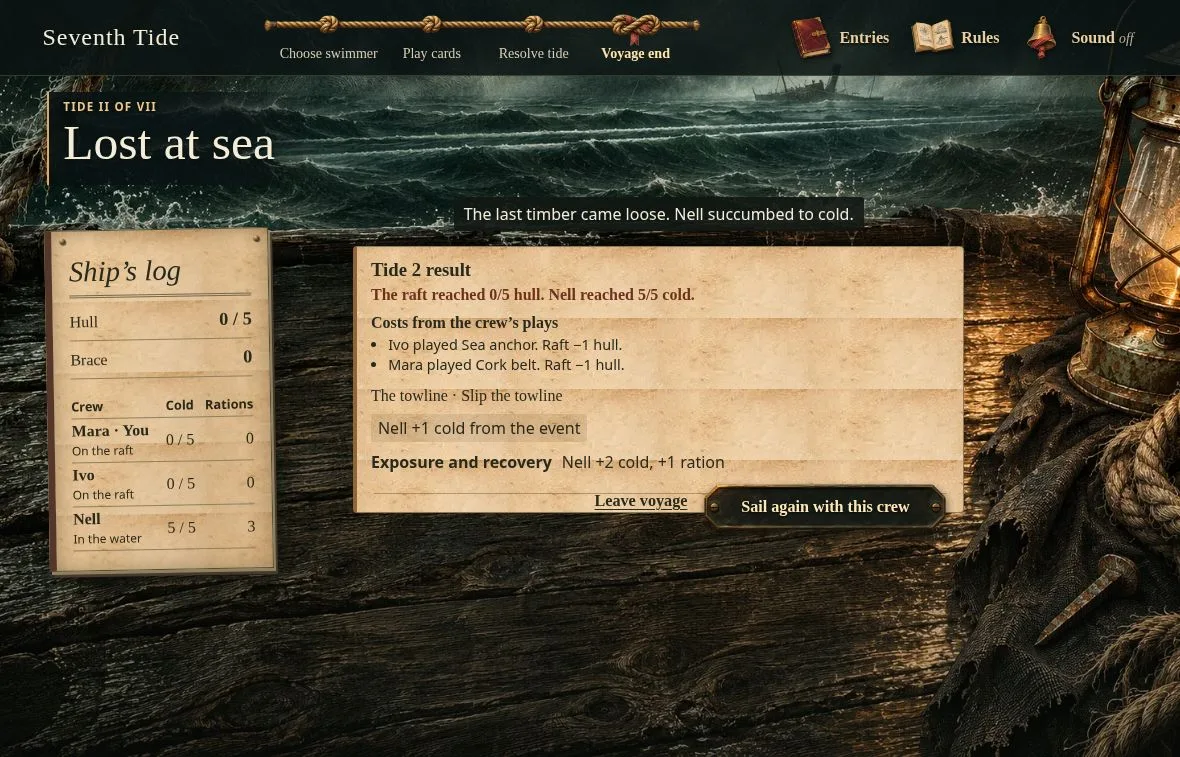 Seventh Tide
Choose swimmer
Play cards
Resolve tide
Voyage end
Entries
Rules
Sound off
TIDE II OF VII
Lost at sea
The last timber came loose. Nell succumbed to cold.
Ship’s log
Hull 0 / 5
Brace 0
Crew Cold Rations
Mara · You 0 / 5 0
On the raft
Ivo 0 / 5 0
On the raft
Nell 5 / 5 3
In the water
Tide 2 result
The raft reached 0/5 hull. Nell reached 5/5 cold.
Costs from the crew’s plays
• Ivo played Sea anchor. Raft −1 hull.
• Mara played Cork belt. Raft −1 hull.
The towline · Slip the towline
Nell +1 cold from the event
Exposure and recovery Nell +2 cold, +1 ration
Leave voyage
Sail again with this crew